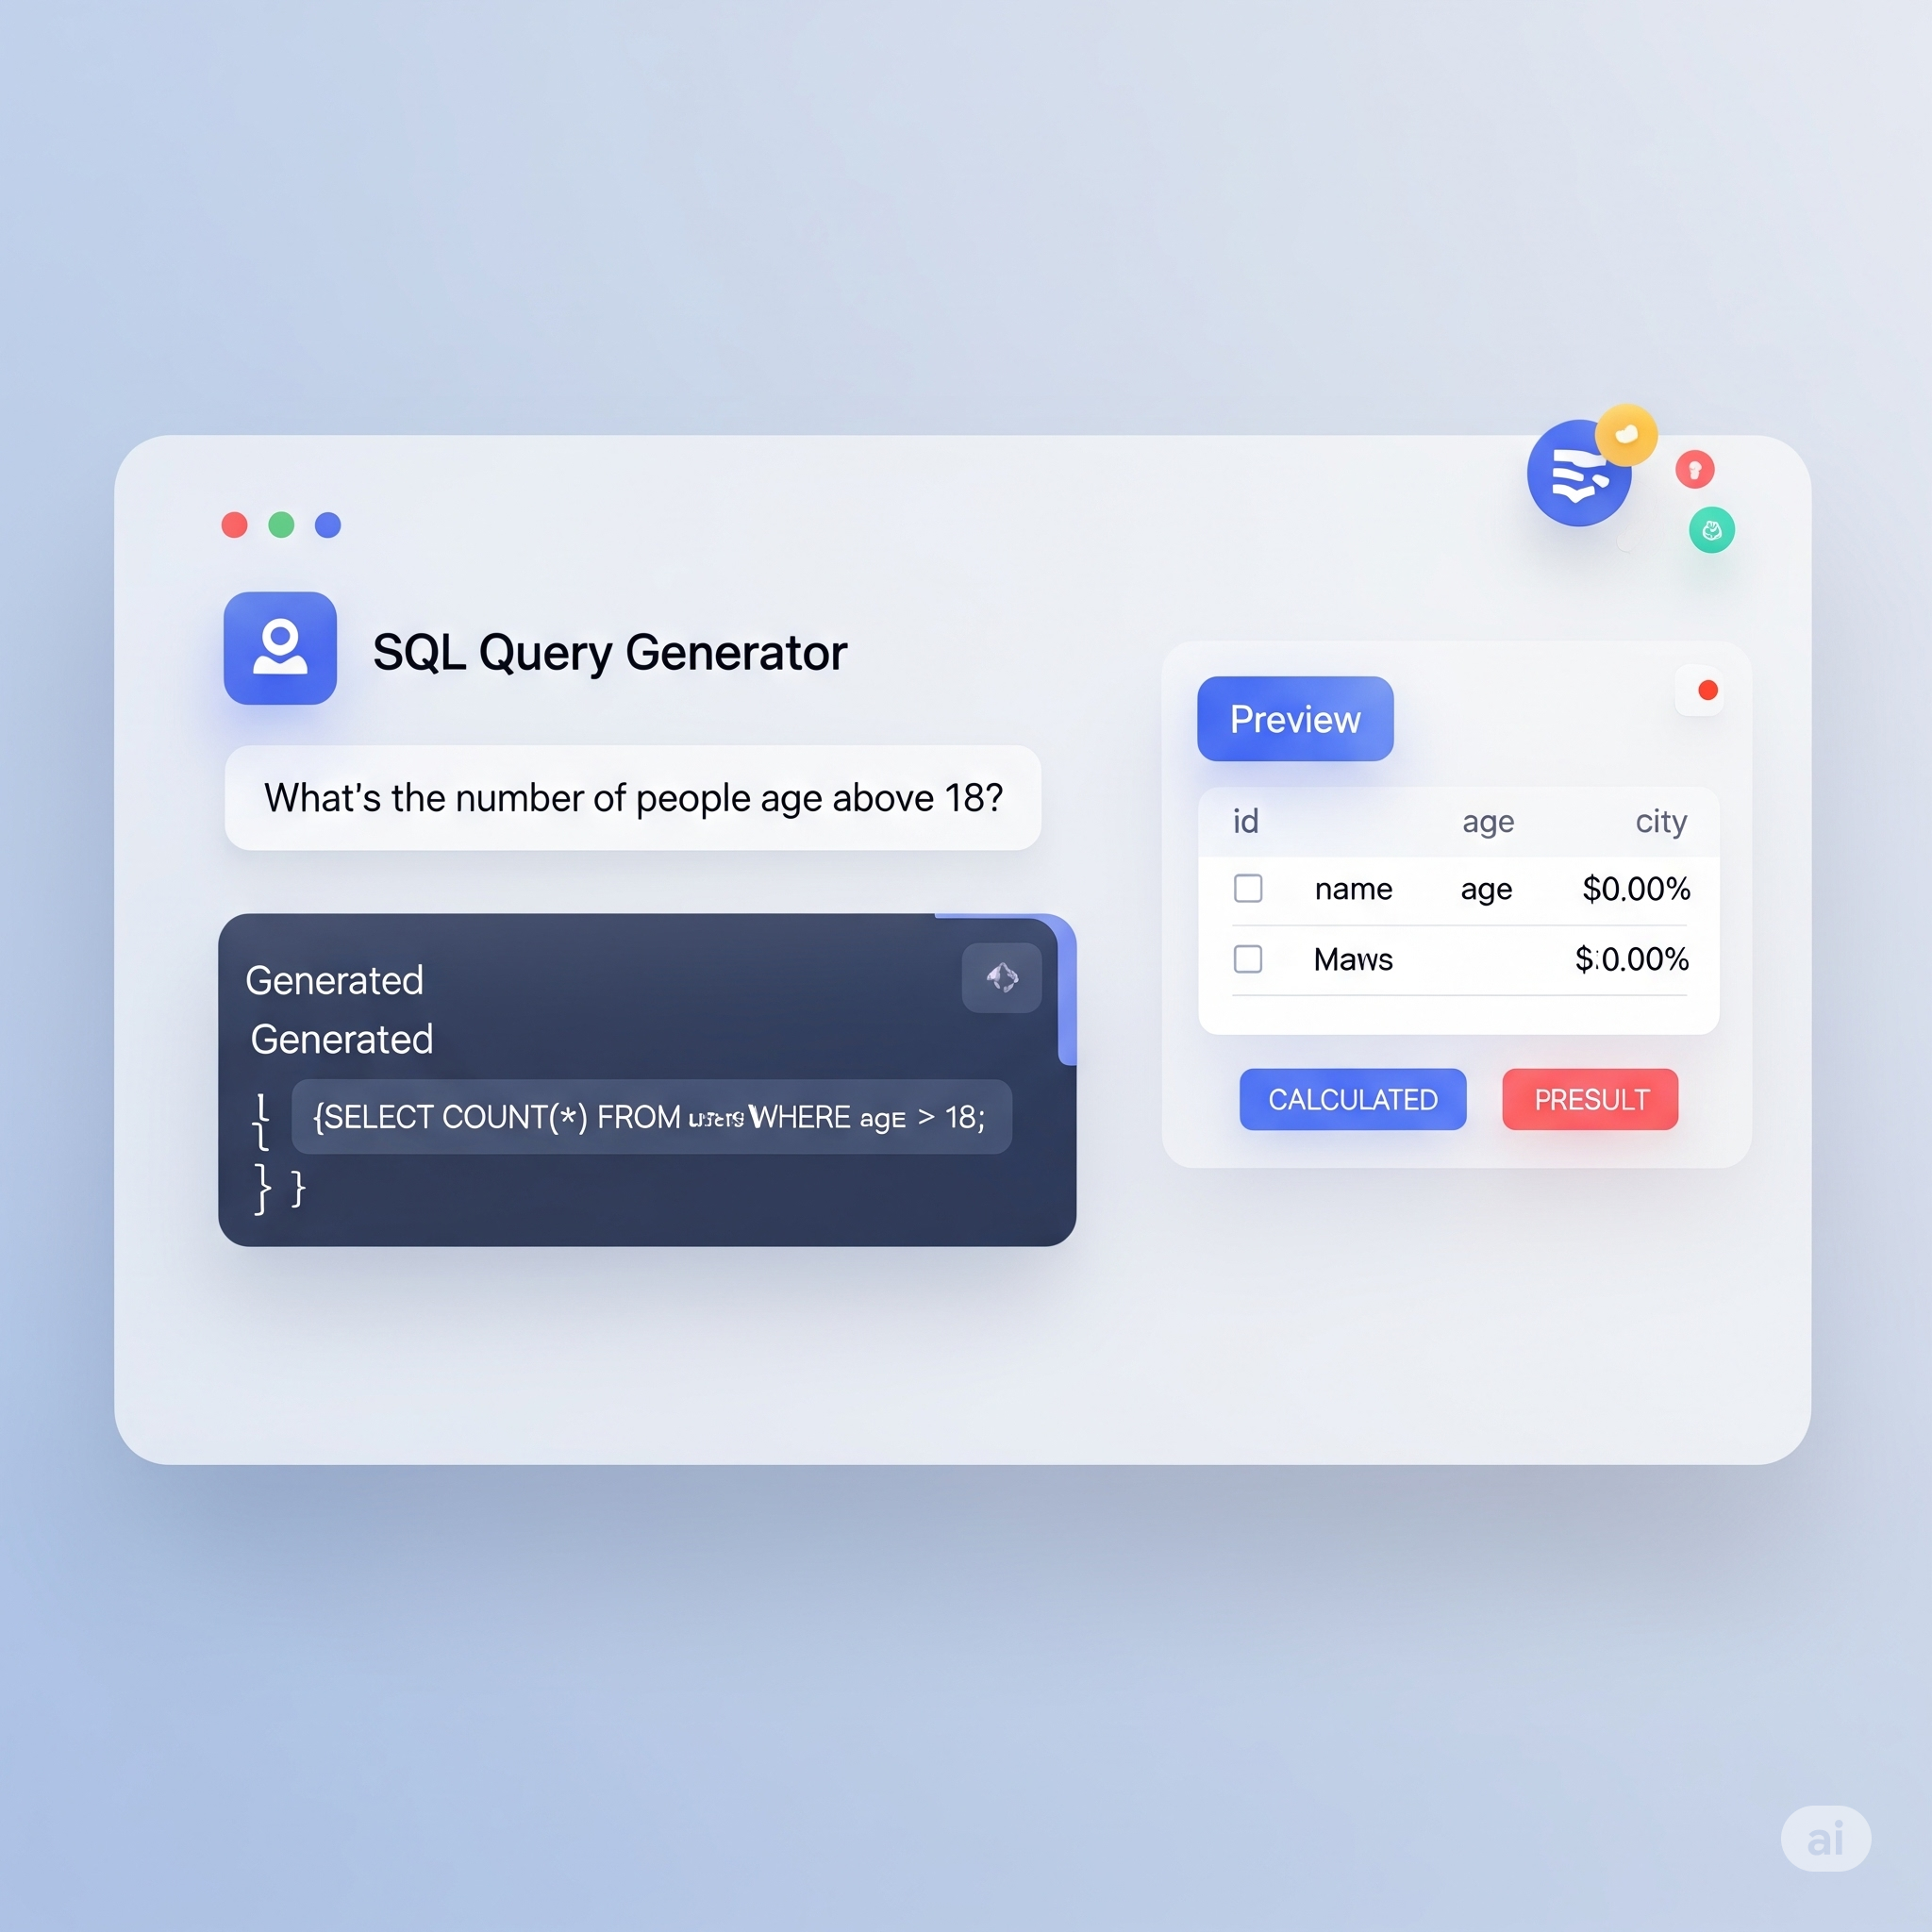 SQL Query Generator
What's the number of people age above 18?
Generated
Generated
{
{SELECT COUNT(*) FROM WHERE agE > 18;
} }
Preview
id age city
name age $0.00%
Maws $:0.00%
CALCULATED PRESULT
ai